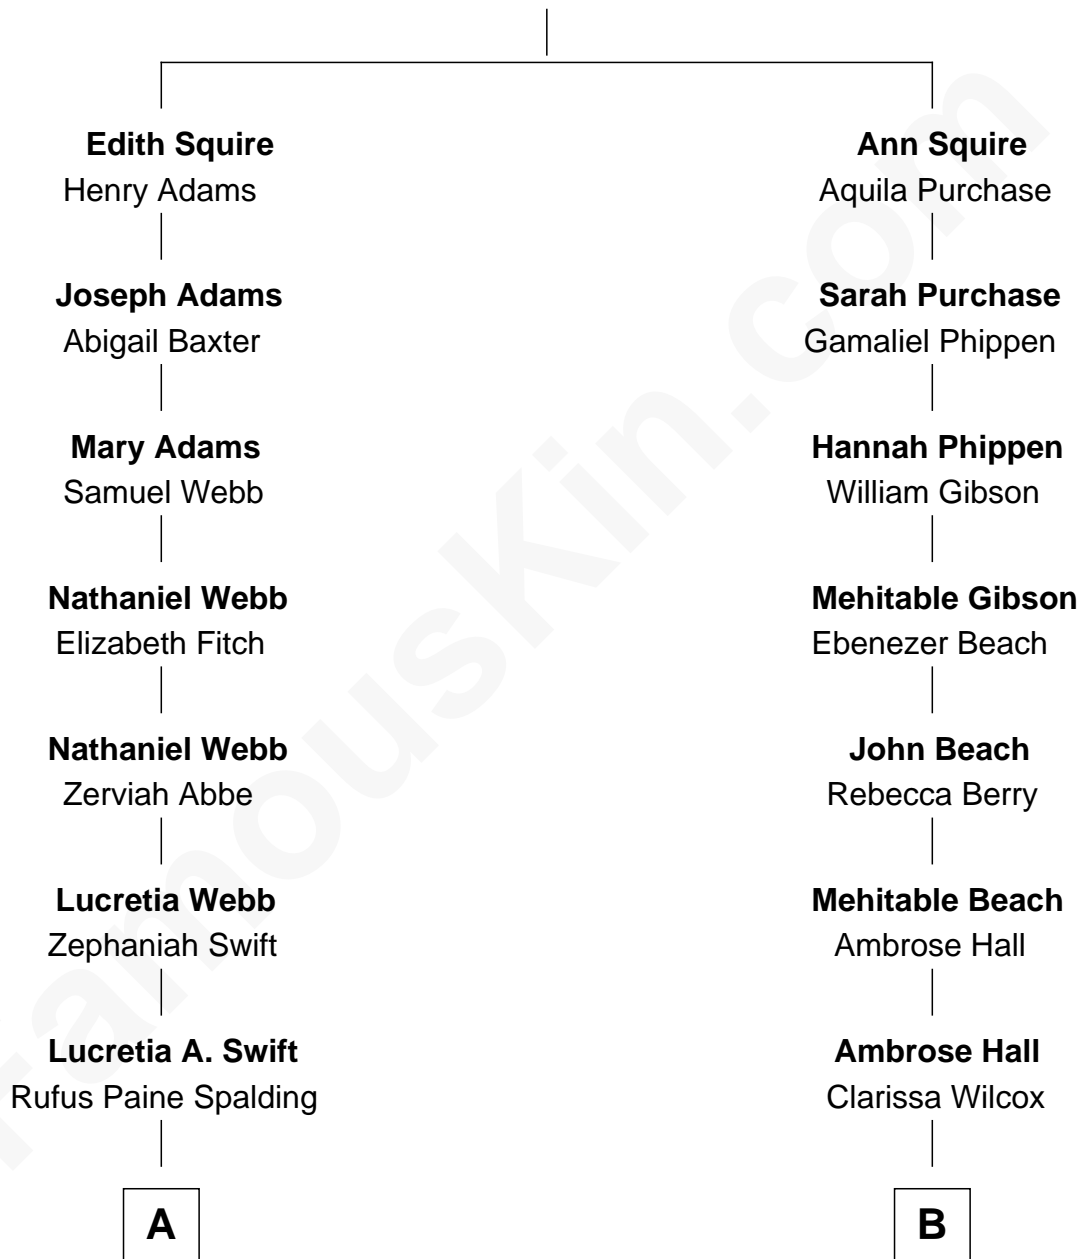 Edith Squire
Henry Adams
Joseph Adams
Abigail Baxter
Mary Adams
Samuel Webb
Nathaniel Webb
Elizabeth Fitch
Nathaniel Webb
Zerviah Abbe
Lucretia Webb
Zephaniah Swift
Lucretia A. Swift
Rufus Paine Spalding
A
Ann Squire
Aquila Purchase
Sarah Purchase
Gamaliel Phippen
Hannah Phippen
William Gibson
Mehitable Gibson
Ebenezer Beach
John Beach
Rebecca Berry
Mehitable Beach
Ambrose Hall
Ambrose Hall
Clarissa Wilcox
B
FamousKin.com